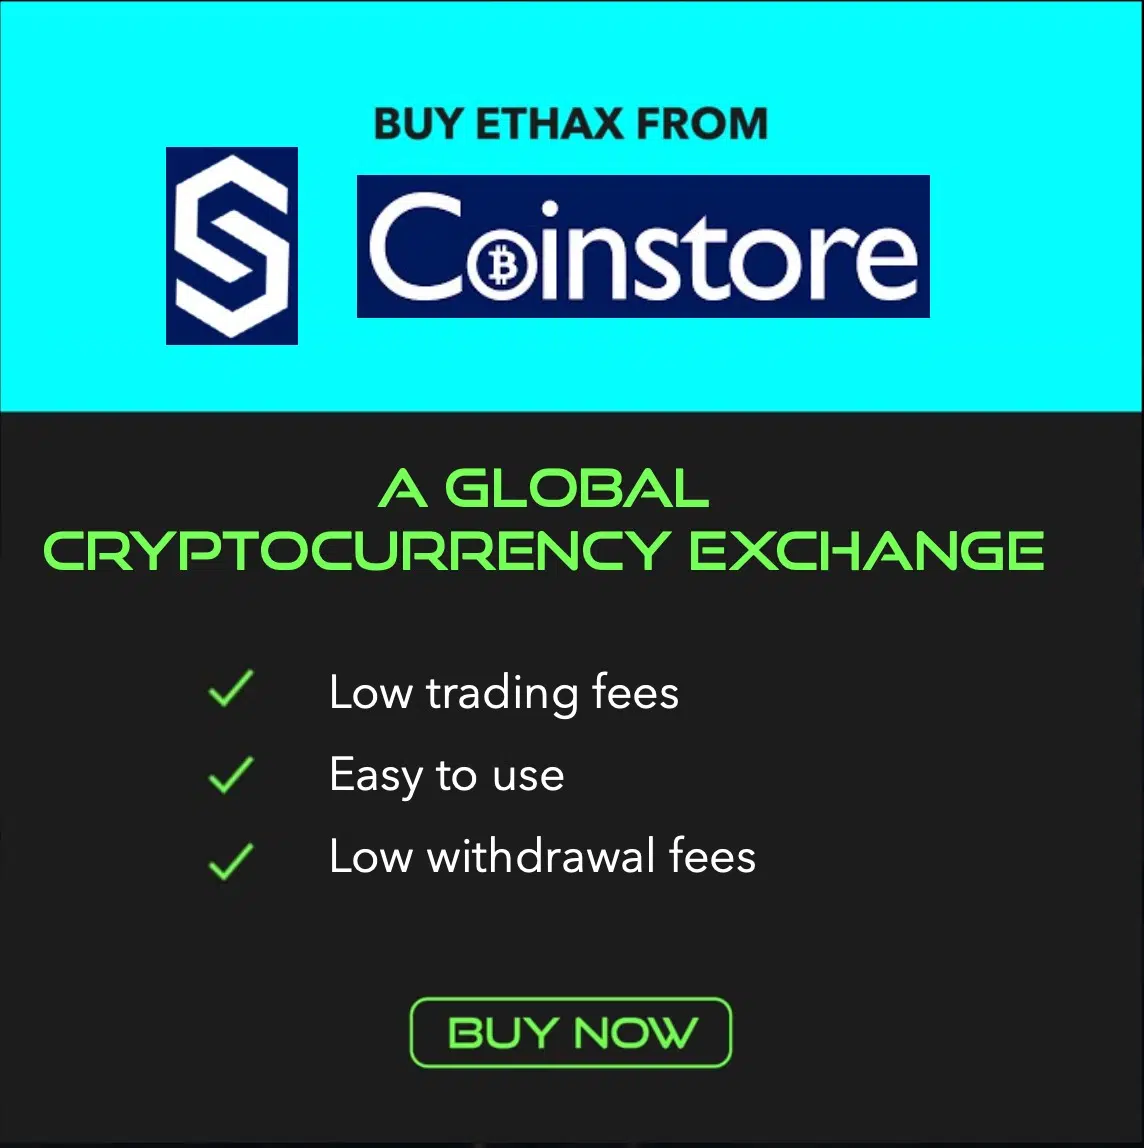 BUY ETHAX FROM
Coinstore
A GLOBAL
CRYPTOCURRENCY EXCHANGE
Low trading fees
Easy to use
Low withdrawal fees
BUY NOW